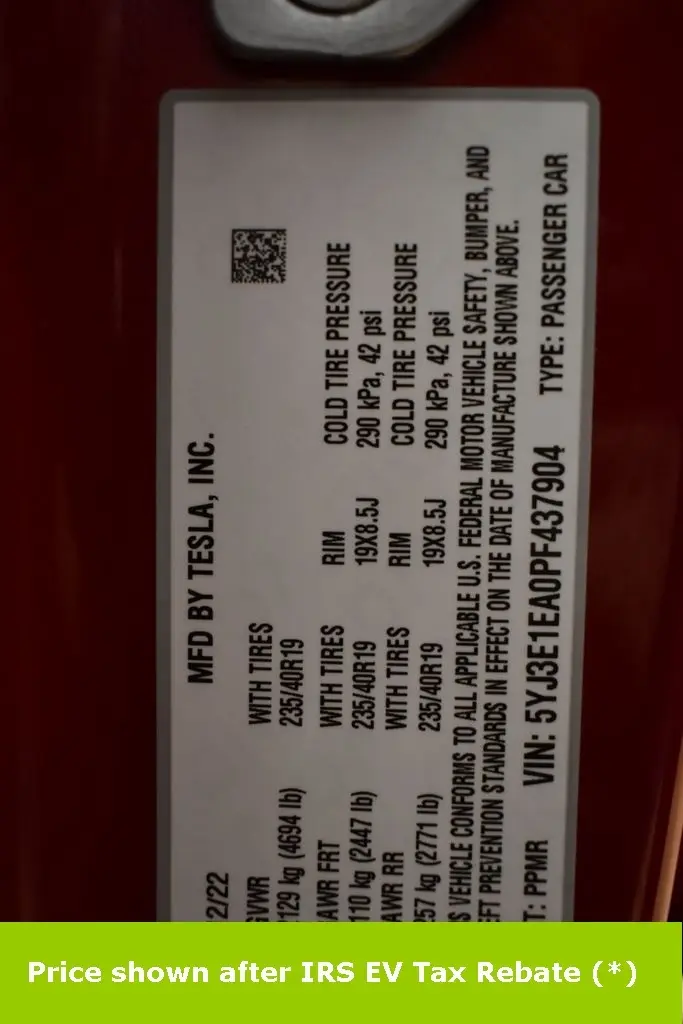 MFD BY TESLA, INC.
2/22
GVWR WITH TIRES
129 kg (4694 lb) 235/40R19
AWR FRT WITH TIRES RIM COLD TIRE PRESSURE
110 kg (2447 lb) 235/40R19 19X8.5J 290 kPa, 42 psi
AWR RR WITH TIRES RIM COLD TIRE PRESSURE
257 kg (2771 lb) 235/40R19 19X8.5J 290 kPa, 42 psi
S VEHICLE CONFORMS TO ALL APPLICABLE U.S. FEDERAL MOTOR VEHICLE SAFETY, BUMPER, AND
EFT PREVENTION STANDARDS IN EFFECT ON THE DATE OF MANUFACTURE SHOWN ABOVE.
T: PPMR VIN: 5YJ3E1EA0PF437904 TYPE: PASSENGER CAR
Price shown after IRS EV Tax Rebate (*)